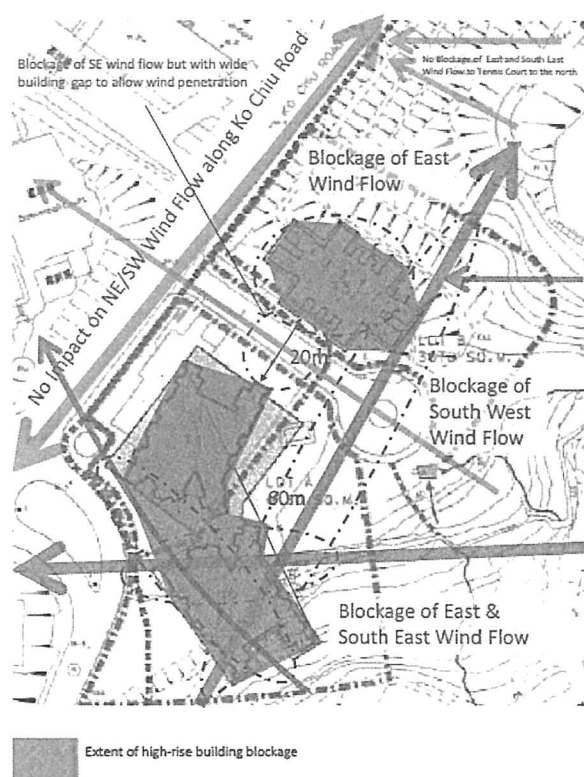 Blockage of SE wind flow but with wide
building gap to allow wind penetration
No Blockage of East and South East
Wind Flow to Tennis Court to the north
KO CHIU ROAD
No Impact on NE/SW Wind Flow along Ko Chiu Road
Blockage of East
Wind Flow
20m
LOT B
Blockage of
South West
Wind Flow
LOT A
60m
SQ.M.
Blockage of East &
South East Wind Flow
Extent of high-rise building blockage